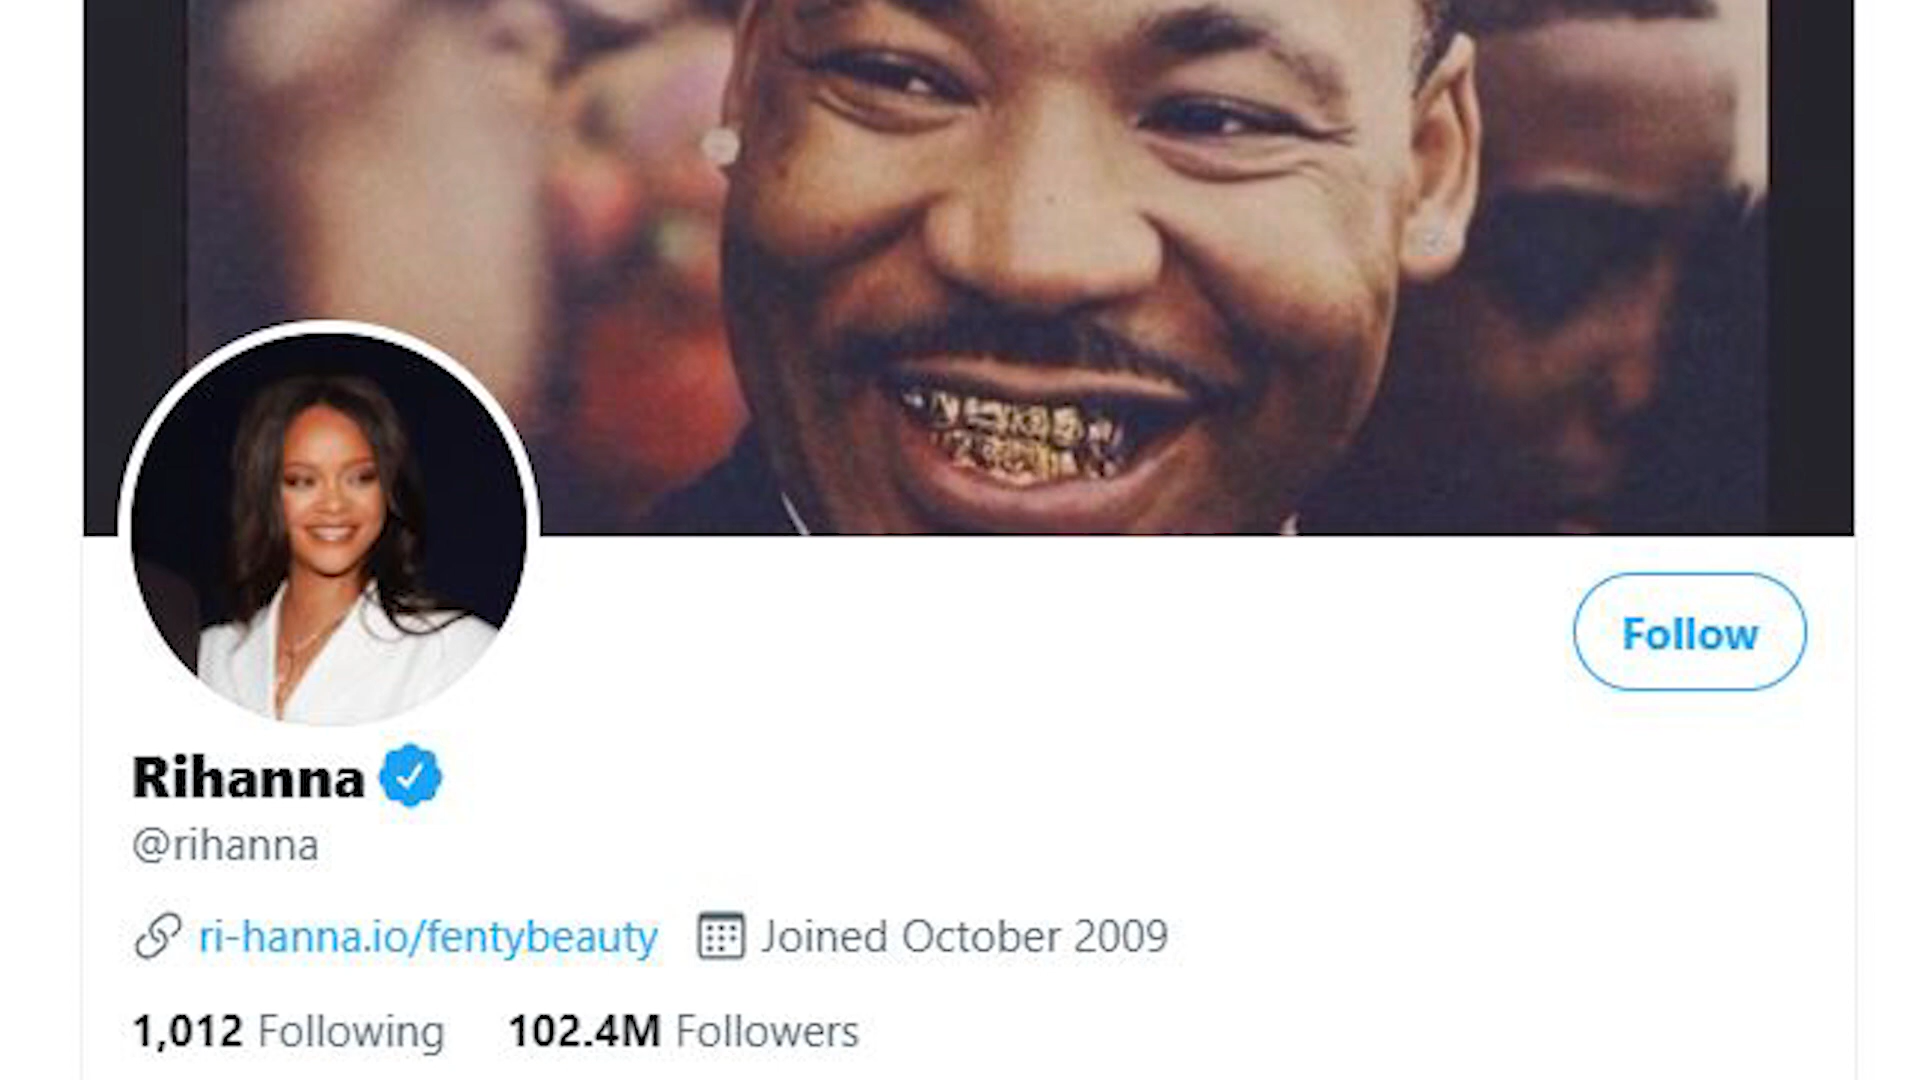 Follow
Rihanna
@rihanna
ri-hanna.io/fentybeauty Joined October 2009
1,012 Following 102.4M Followers